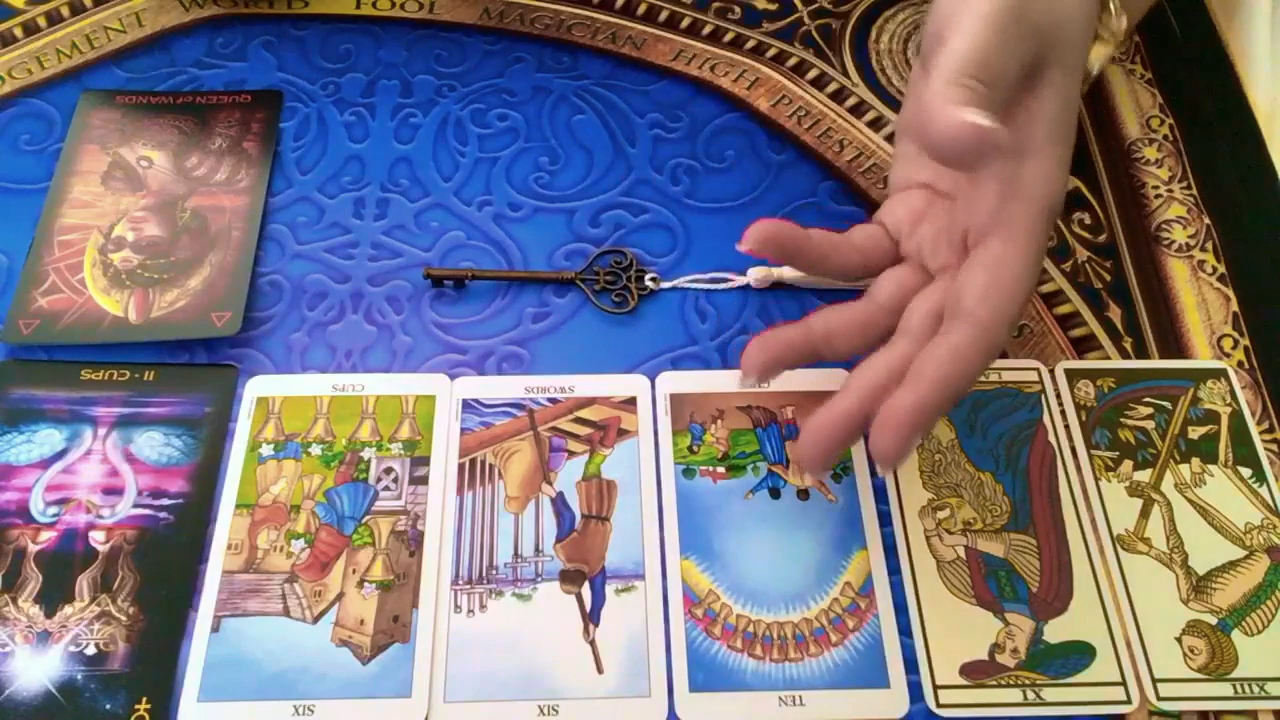 JUDGEMENT WORLD FOOL MAGICIAN HIGH PRIESTESS
QUEEN of WANDS
II · CUPS
CUPS
SWORDS
SIX
SIX
TEN
XI
XIII